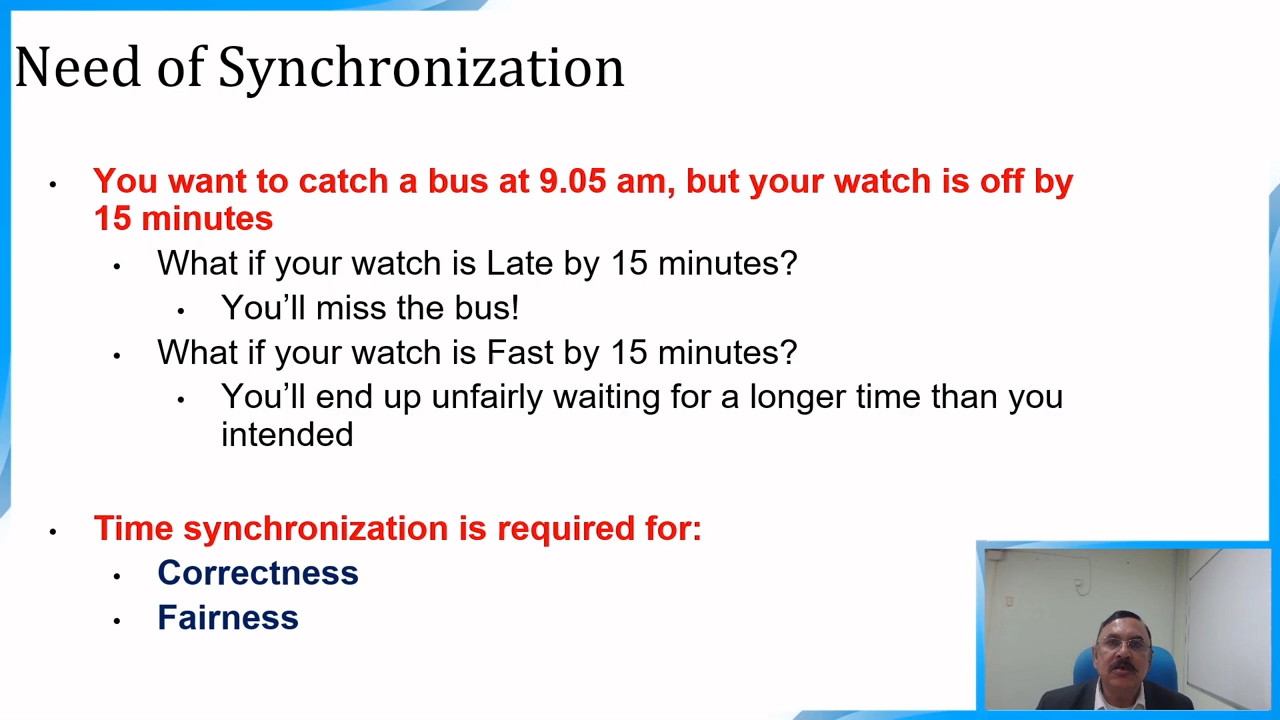 Need of Synchronization
• You want to catch a bus at 9.05 am, but your watch is off by
15 minutes
• What if your watch is Late by 15 minutes?
• You’ll miss the bus!
• What if your watch is Fast by 15 minutes?
• You’ll end up unfairly waiting for a longer time than you
intended
• Time synchronization is required for:
• Correctness
• Fairness